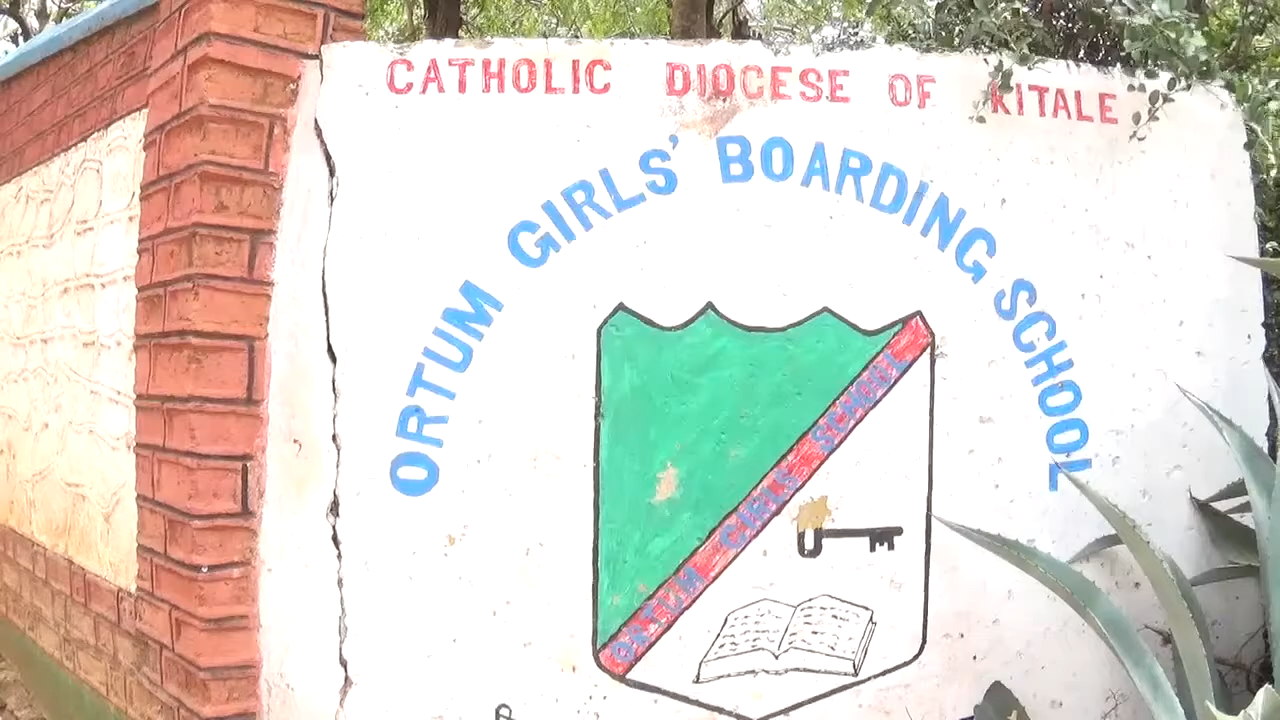 CATHOLIC DIOCESE OF KITALE
ORTUM GIRLS' BOARDING SCHOOL
ORTUM GIRLS SCHOOL